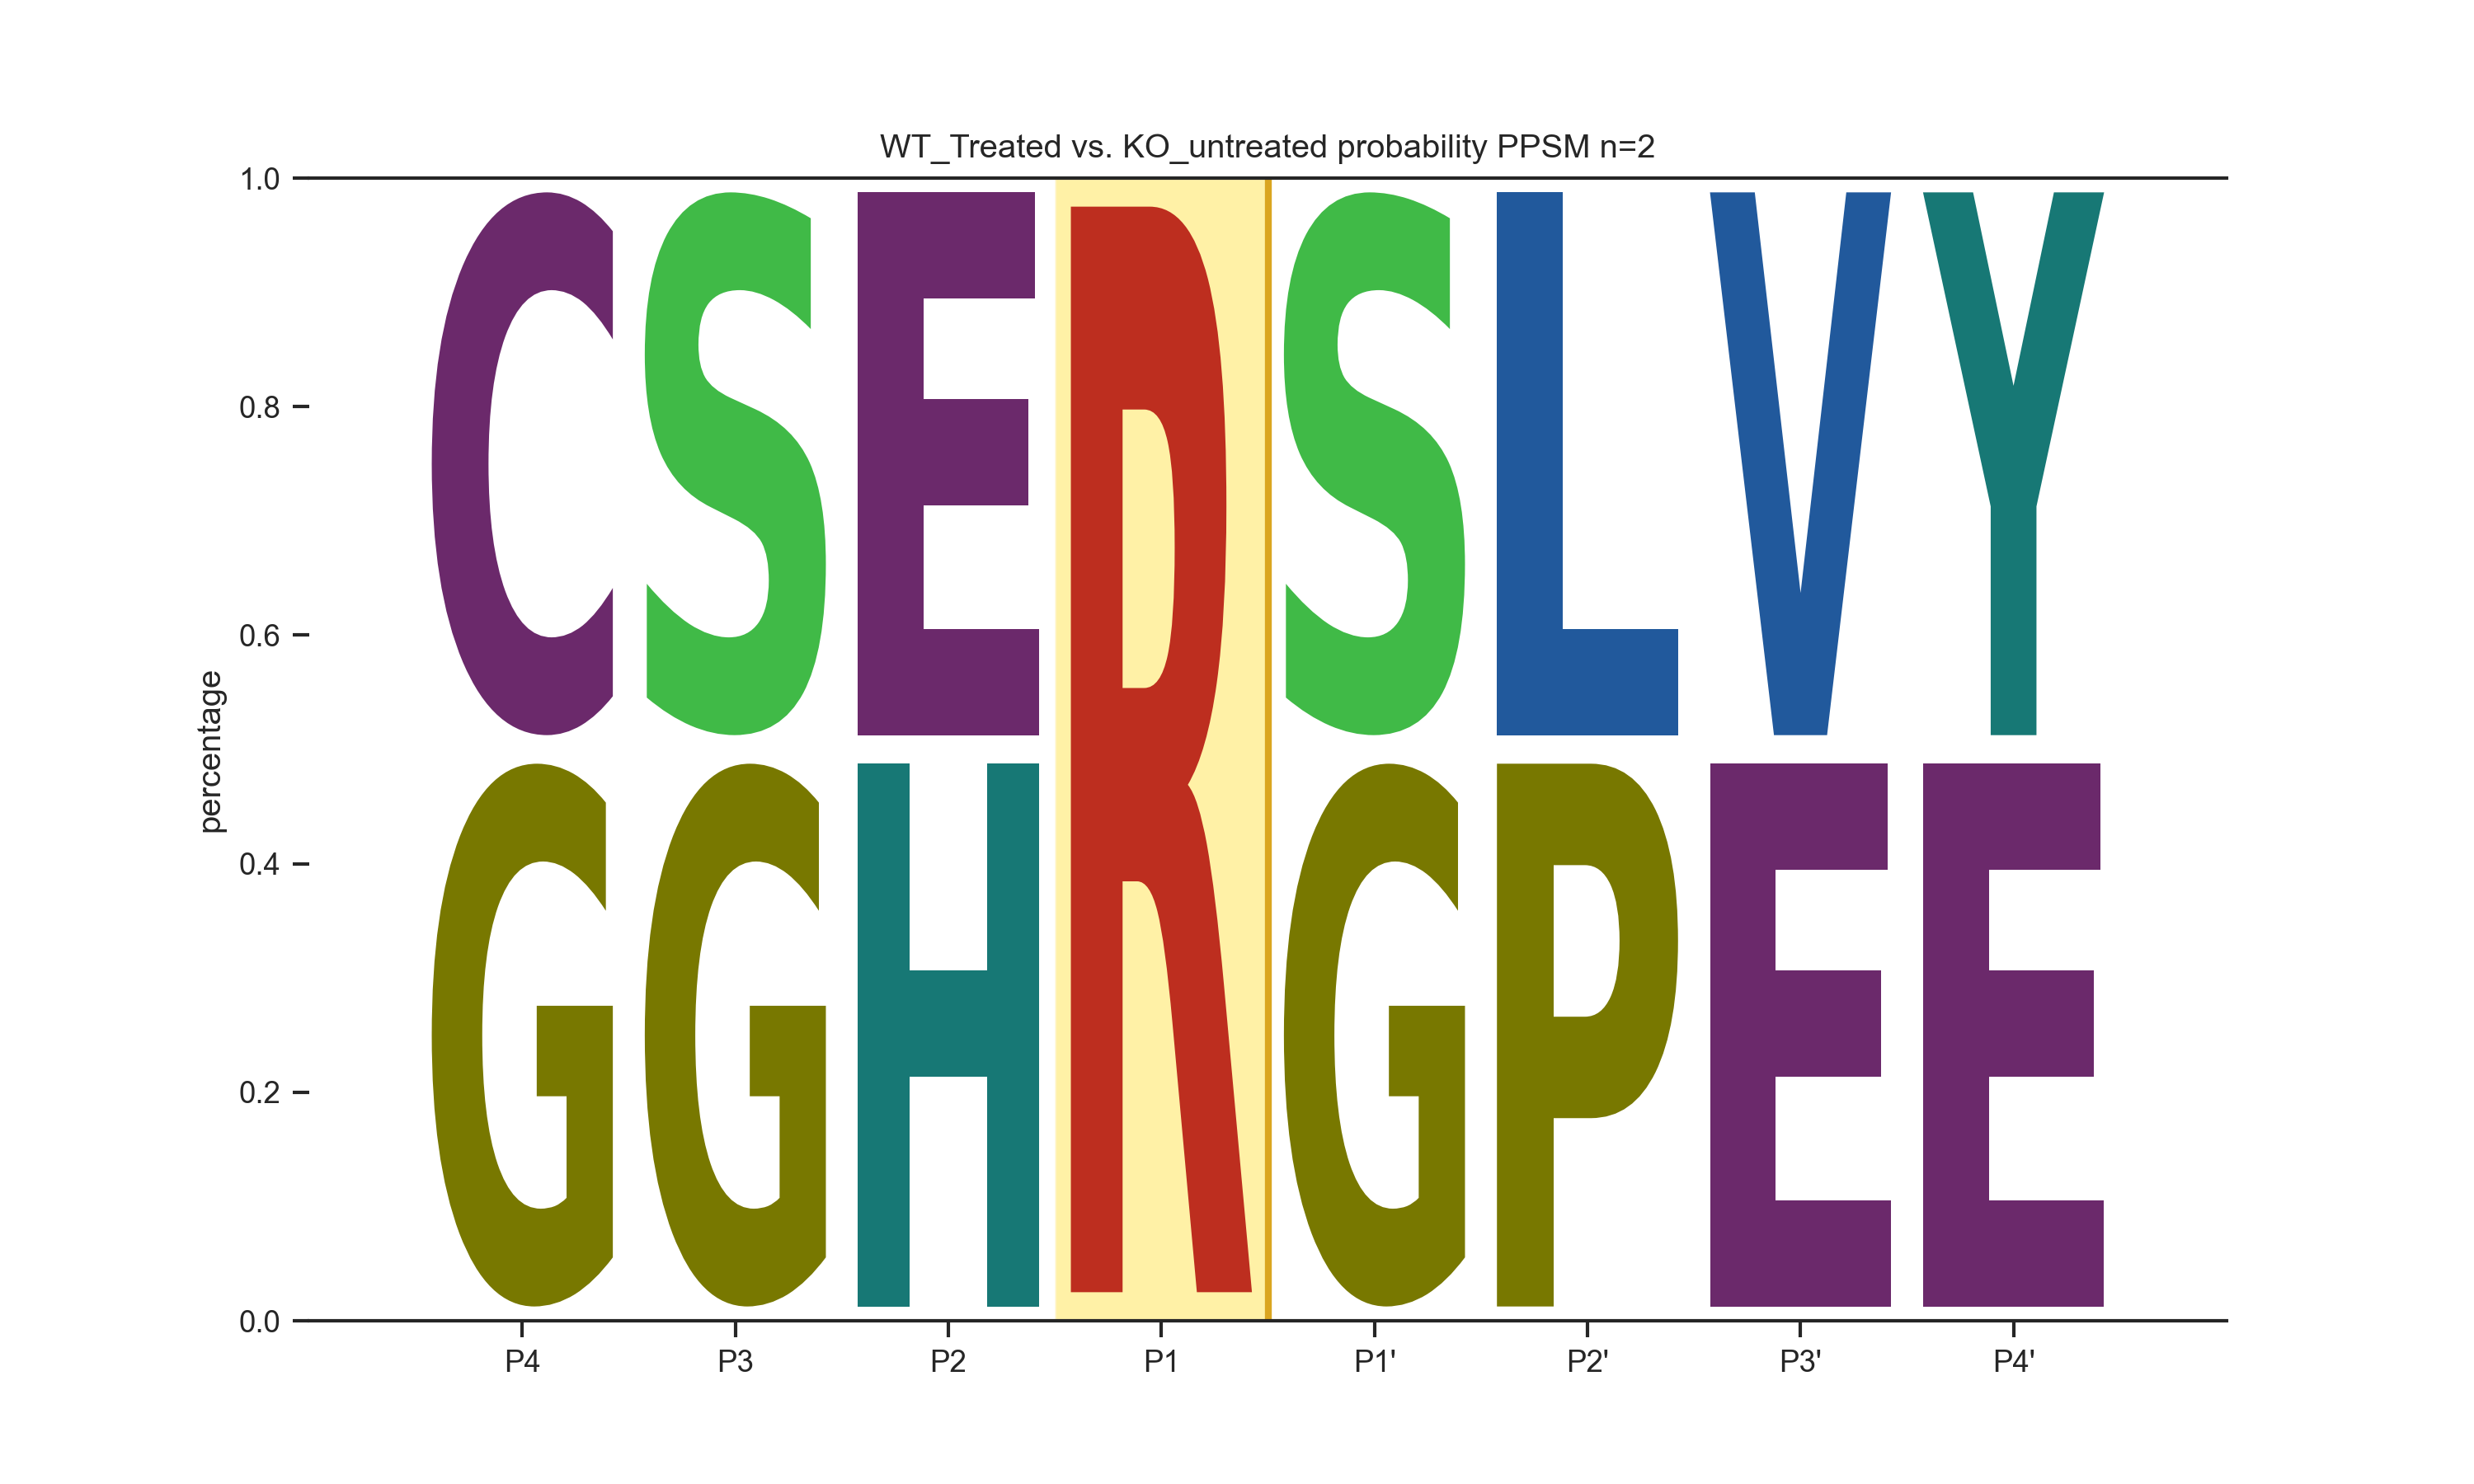 WT_Treated vs. KO_untreated probability PPSM n=2
1.0
0.8
0.6
0.4
0.2
0.0
percentage
C S E R S L V Y
G G H G P E E
P4 P3 P2 P1 P1' P2' P3' P4'